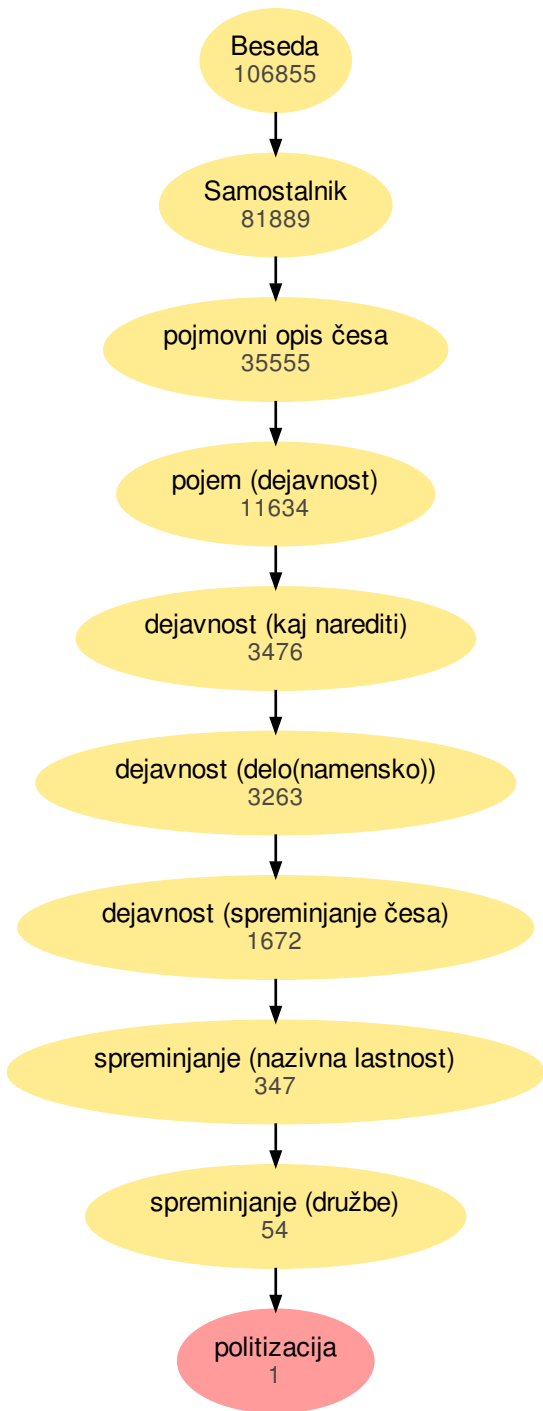 Beseda
106855
Samostalnik
81889
pojmovni opis česa
35555
pojem (dejavnost)
11634
dejavnost (kaj narediti)
3476
dejavnost (delo(namensko))
3263
dejavnost (spreminjanje česa)
1672
spreminjanje (nazivna lastnost)
347
spreminjanje (družbe)
54
politizacija
1